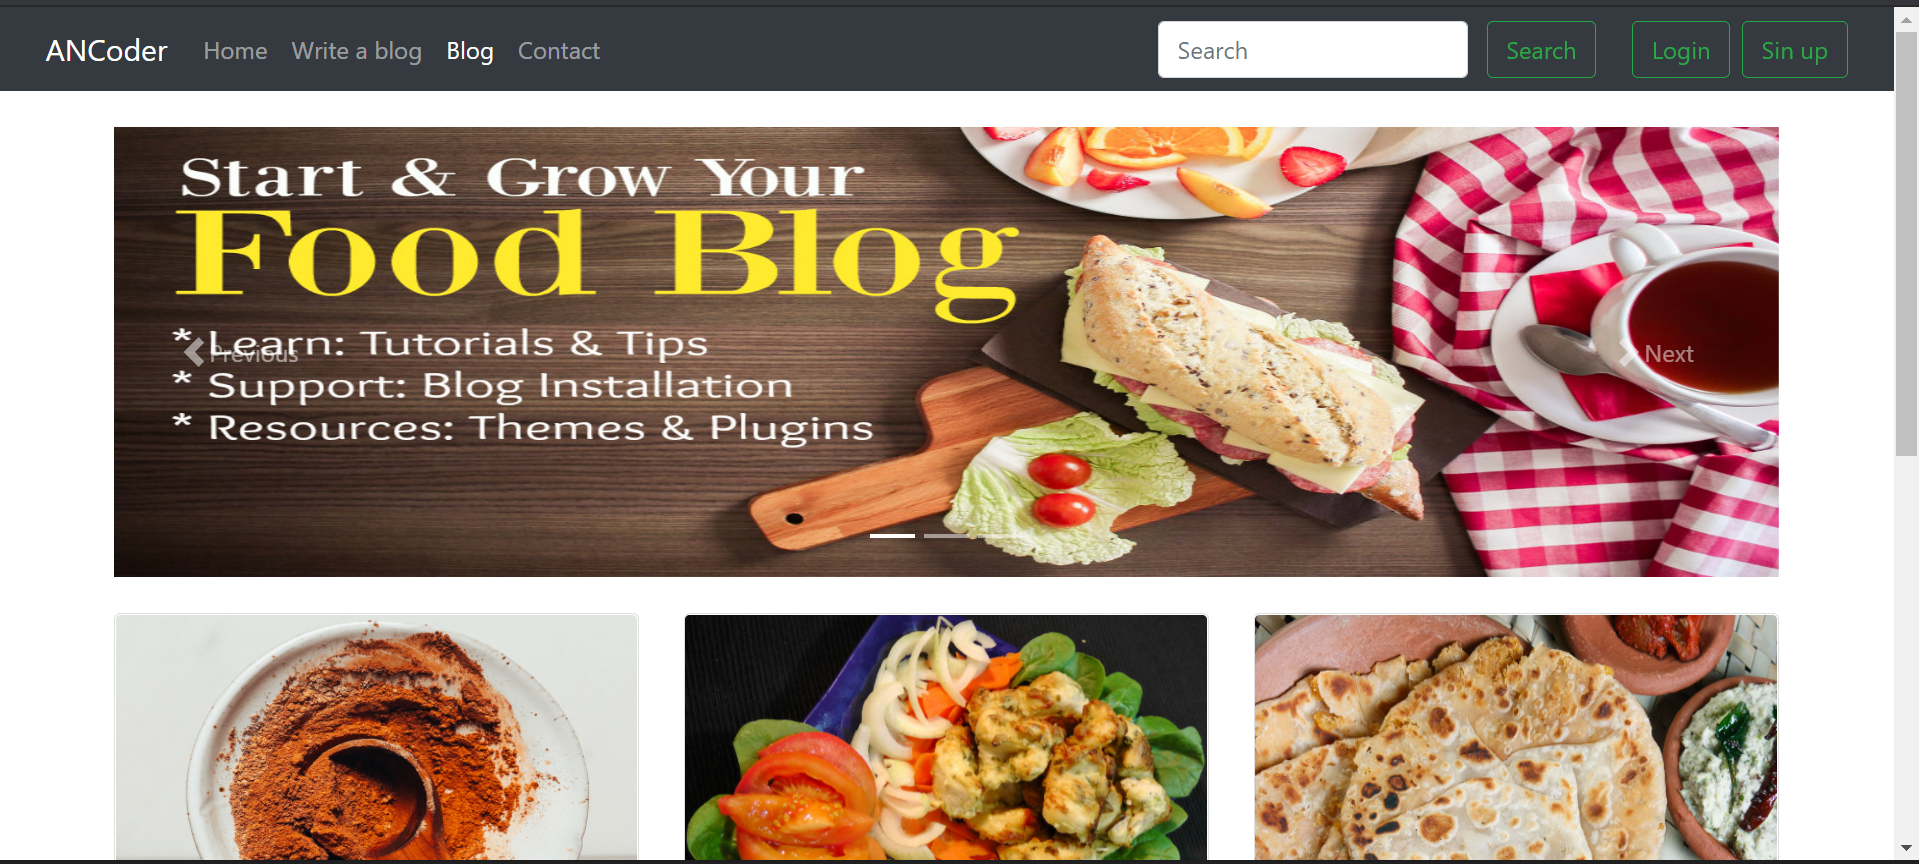 ANCoder Home Write a blog Blog Contact Search Search Login Sin up
Start & Grow Your
Food Blog
* Learn: Tutorials & Tips
Previous
Next
* Support: Blog Installation
* Resources: Themes & Plugins